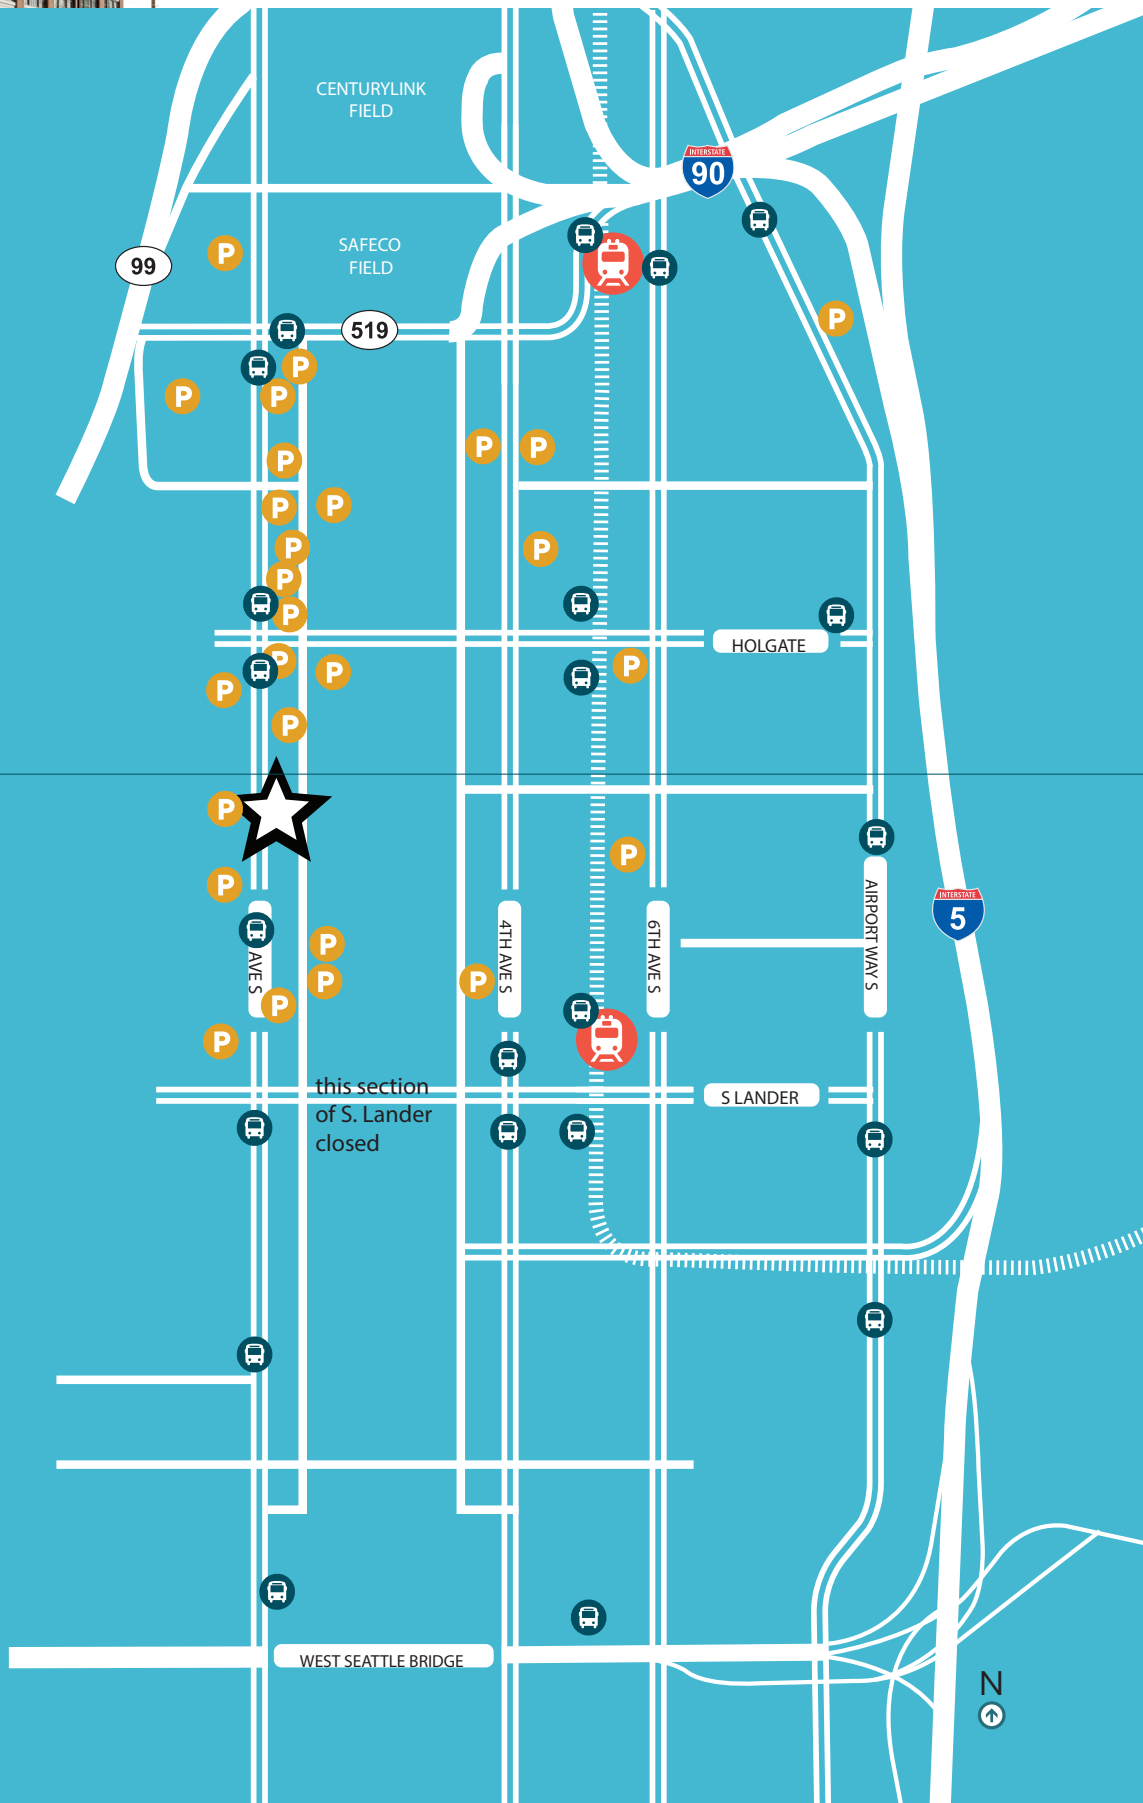 CENTURYLINK
FIELD
INTERSTATE
90
SAFECO
FIELD
99
519
P
P
P
P
P
P
P
P
P
P
P
P
P
P
HOLGATE
P
P
P
P
P
P
P
P
AIRPORT WAY S
INTERSTATE
5
AVE S
4TH AVE S
6TH AVE S
P
P
P
P
P
this section
of S. Lander
closed
S LANDER
WEST SEATTLE BRIDGE
N